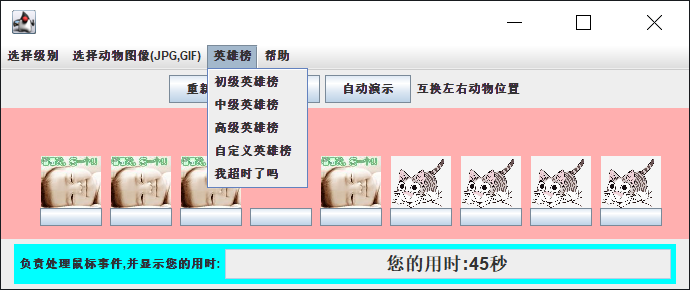 选择级别 选择动物图像(JPG,GIF) 英雄榜 帮助
重新 自动演示 互换左右动物位置
初级英雄榜
中级英雄榜
高级英雄榜
自定义英雄榜
我超时了吗
负责处理鼠标事件,并显示您的用时: 您的用时:45秒